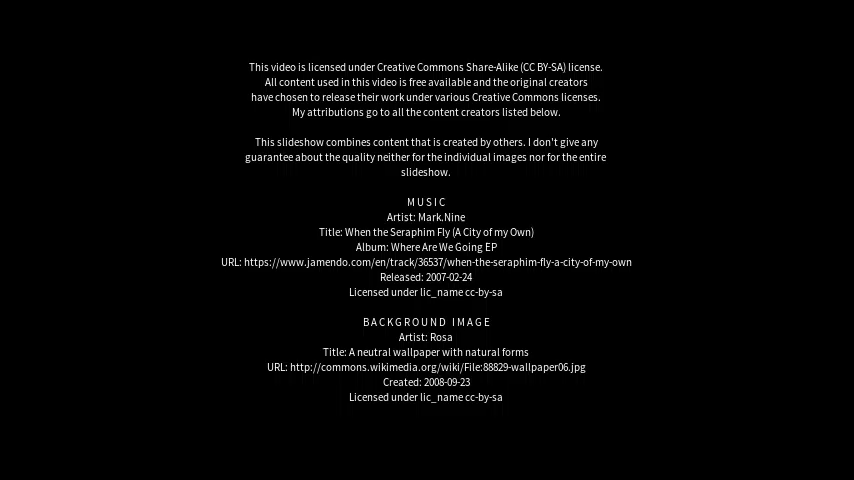 This video is licensed under Creative Commons Share-Alike (CC BY-SA) license.
All content used in this video is free available and the original creators
have chosen to release their work under various Creative Commons licenses.
My attributions go to all the content creators listed below.
This slideshow combines content that is created by others. I don't give any
guarantee about the quality neither for the individual images nor for the entire
slideshow.
MUSIC
Artist: Mark.Nine
Title: When the Seraphim Fly (A City of my Own)
Album: Where Are We Going EP
URL: https://www.jamendo.com/en/track/36537/when-the-seraphim-fly-a-city-of-my-own
Released: 2007-02-24
Licensed under lic_name cc-by-sa
BACKGROUND IMAGE
Artist: Rosa
Title: A neutral wallpaper with natural forms
URL: http://commons.wikimedia.org/wiki/File:88829-wallpaper06.jpg
Created: 2008-09-23
Licensed under lic_name cc-by-sa